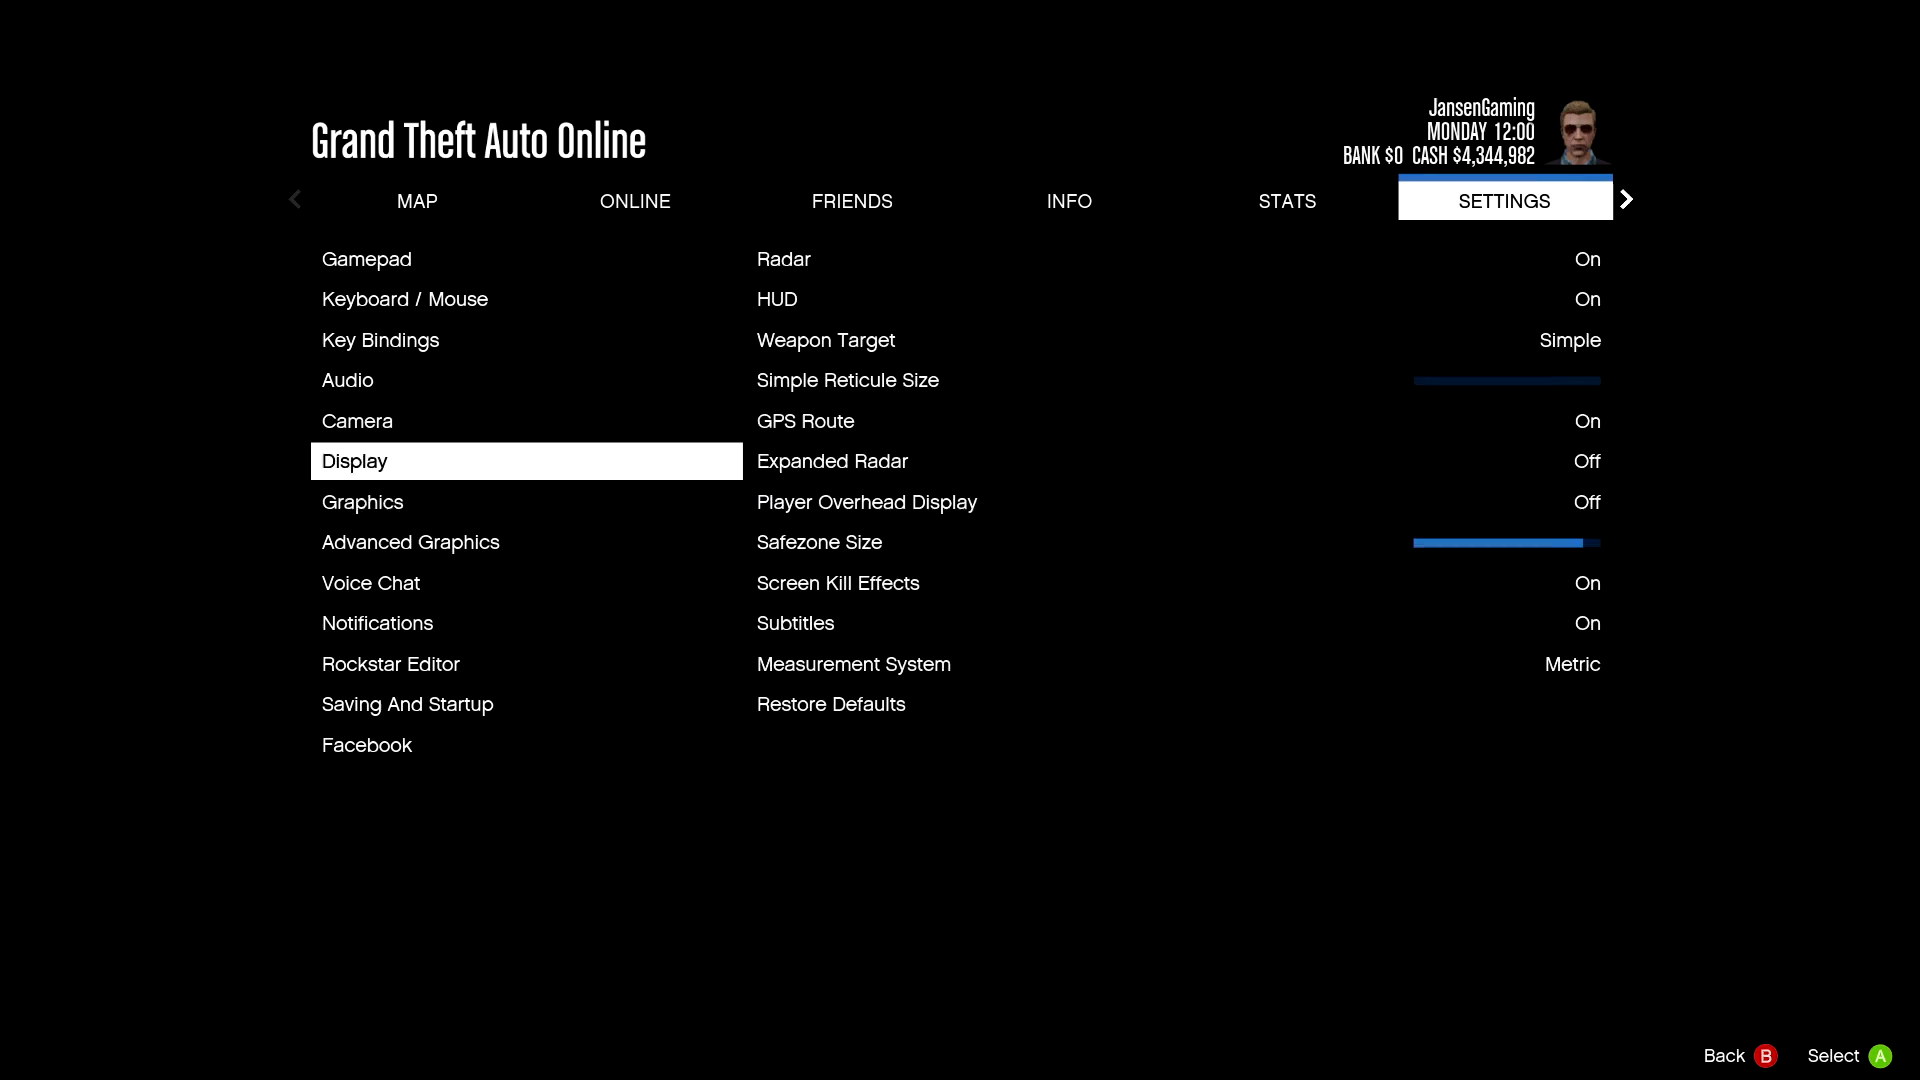 Grand Theft Auto Online
JansenGaming
MONDAY 12:00
BANK $0 CASH $4,344,982
MAP ONLINE FRIENDS INFO STATS SETTINGS
Gamepad
Keyboard / Mouse
Key Bindings
Audio
Camera
Display
Graphics
Advanced Graphics
Voice Chat
Notifications
Rockstar Editor
Saving And Startup
Facebook
Radar On
HUD On
Weapon Target Simple
Simple Reticule Size
GPS Route On
Expanded Radar Off
Player Overhead Display Off
Safezone Size
Screen Kill Effects On
Subtitles On
Measurement System Metric
Restore Defaults
Back B Select A